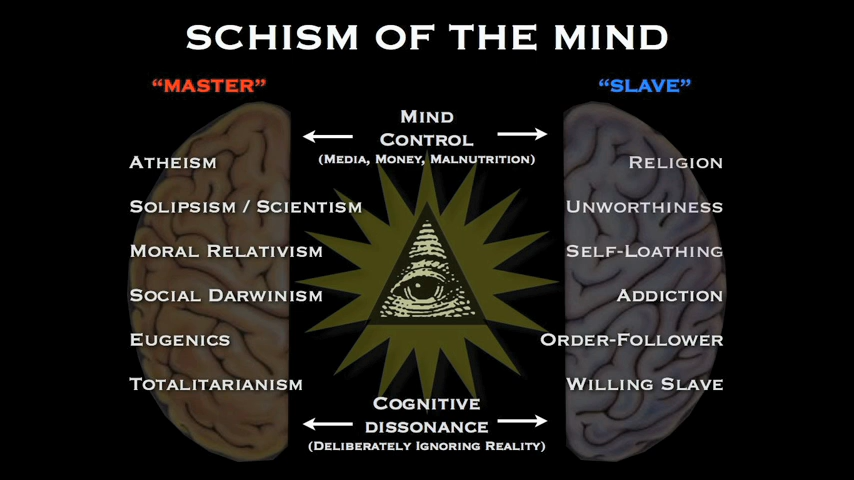 SCHISM OF THE MIND
“MASTER”
“SLAVE”
MIND
CONTROL
(MEDIA, MONEY, MALNUTRITION)
ATHEISM
RELIGION
SOLIPSISM / SCIENTISM
UNWORTHINESS
MORAL RELATIVISM
SELF-LOATHING
SOCIAL DARWINISM
ADDICTION
EUGENICS
ORDER-FOLLOWER
TOTALITARIANISM
WILLING SLAVE
COGNITIVE
DISSONANCE
(DELIBERATELY IGNORING REALITY)